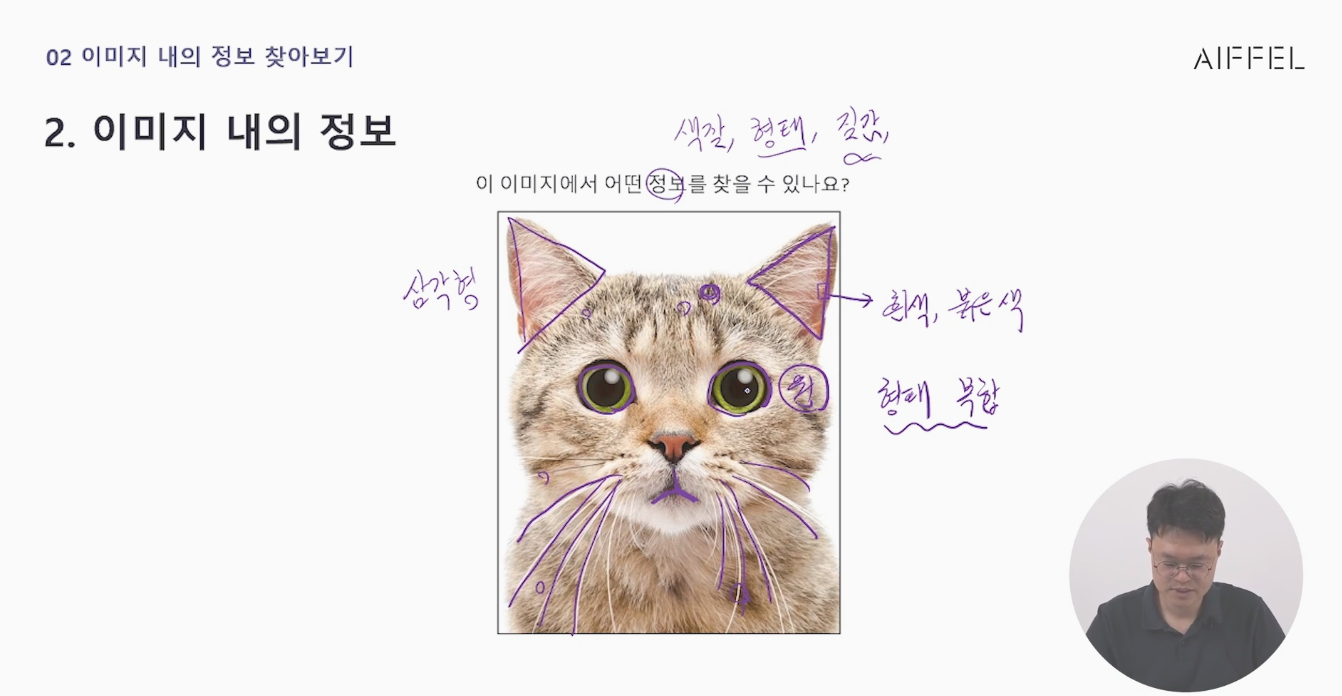 02 이미지 내의 정보 찾아보기
AIFFEL
2. 이미지 내의 정보
색깔, 형태, 질감,
이 이미지에서 어떤 정보를 찾을 수 있나요?
삼각형
흰색, 붉은색
원
형태 복합